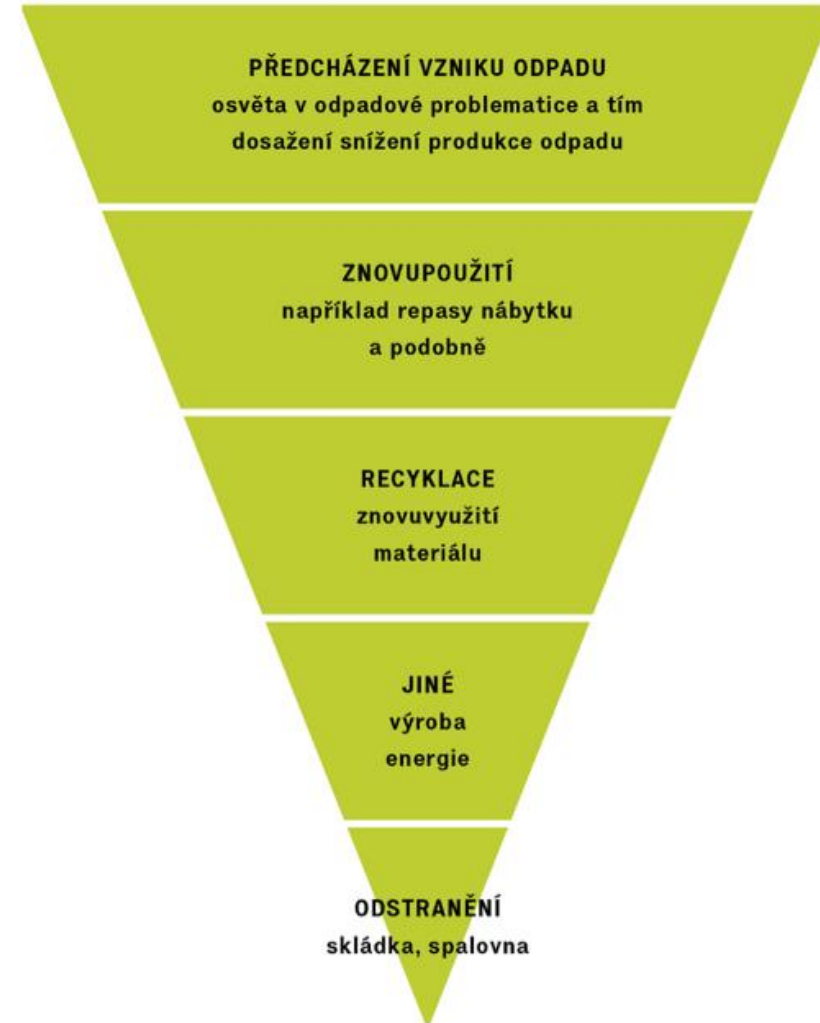 PŘEDCHÁZENÍ VZNIKU ODPADU
osvěta v odpadové problematice a tím
dosažení snížení produkce odpadu
ZNOVUPOUŽITÍ
například repasy nábytku
a podobně
RECYKLACE
znovuvyužití
materiálu
JINÉ
výroba
energie
ODSTRANĚNÍ
skládka, spalovna